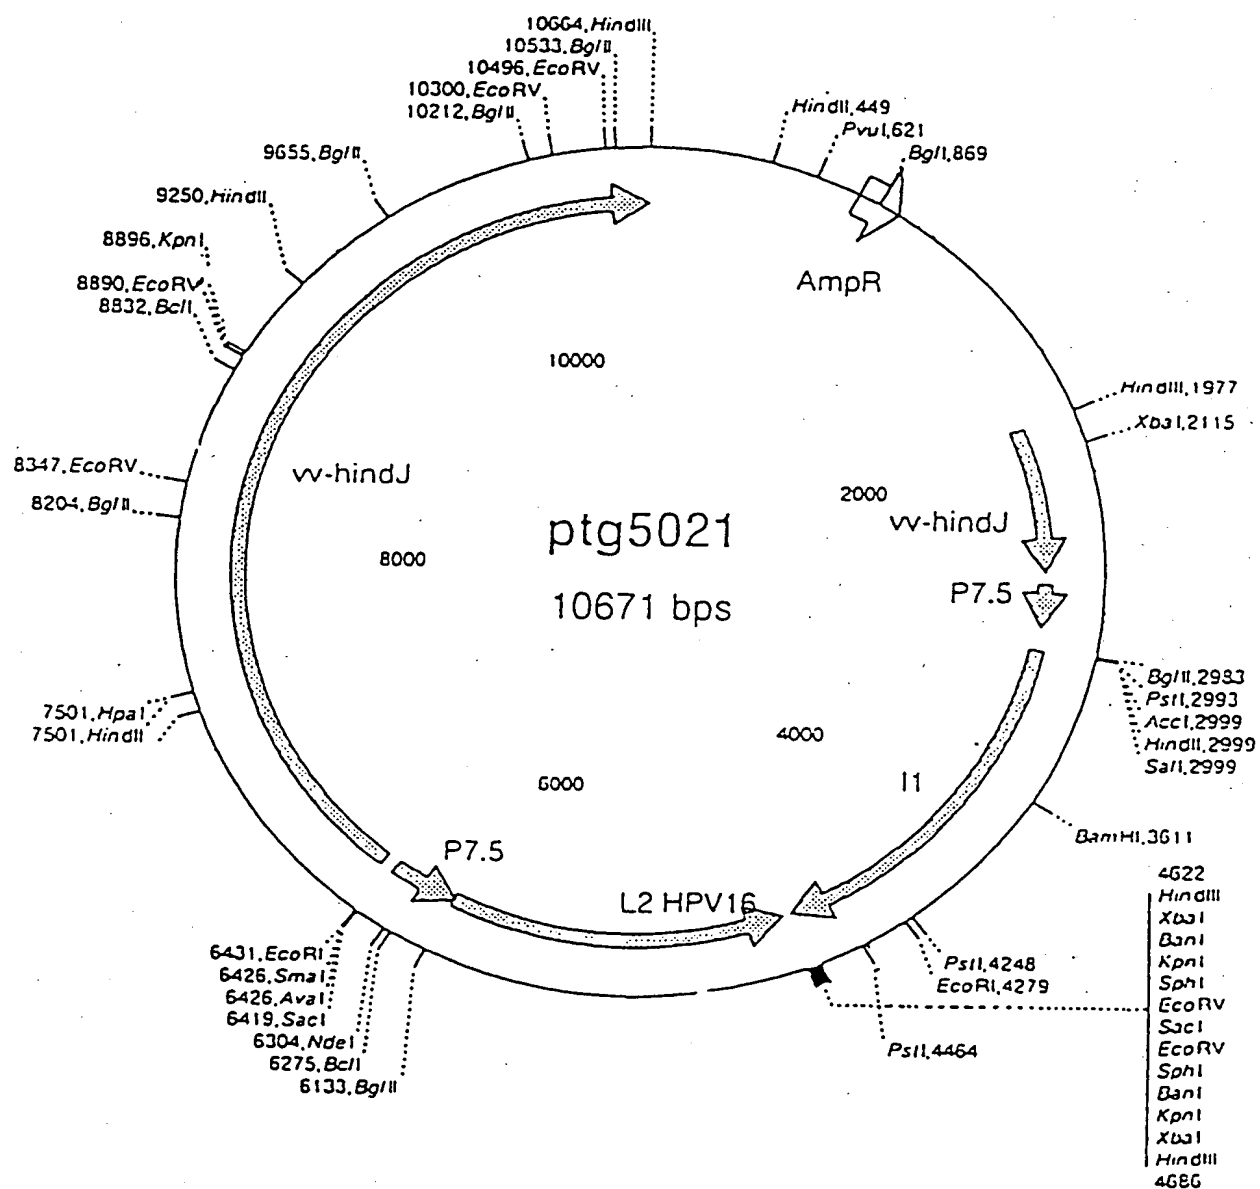 10664, HindIII
10533, BglII
10496, EcoRV
10300, EcoRV
10212, BglII
9655, BglII
9250, HindII
8896, KpnI
8890, EcoRV
8832, BclI
8347, EcoRV
8204, BglII
7501, HpaI
7501, HindII
6431, EcoRI
6426, SmaI
6426, AvaI
6419, SacI
6304, NdeI
6275, BclI
6133, BglII
HindII, 449
PvuI, 621
BglI, 869
AmpR
HindIII, 1977
XbaI, 2115
vv-hindJ
P7.5
BglII, 2983
PstI, 2993
AccI, 2999
HindII, 2999
SalI, 2999
BamHI, 3611
l1
PstI, 4248
EcoRI, 4279
PstI, 4464
4622
HindIII
XbaI
BanI
KpnI
SphI
EcoRV
SacI
EcoRV
SphI
BanI
KpnI
XbaI
HindIII
4686
10000
2000
4000
6000
8000
vv-hindJ
ptg5021
10671 bps
P7.5
L2 HPV16